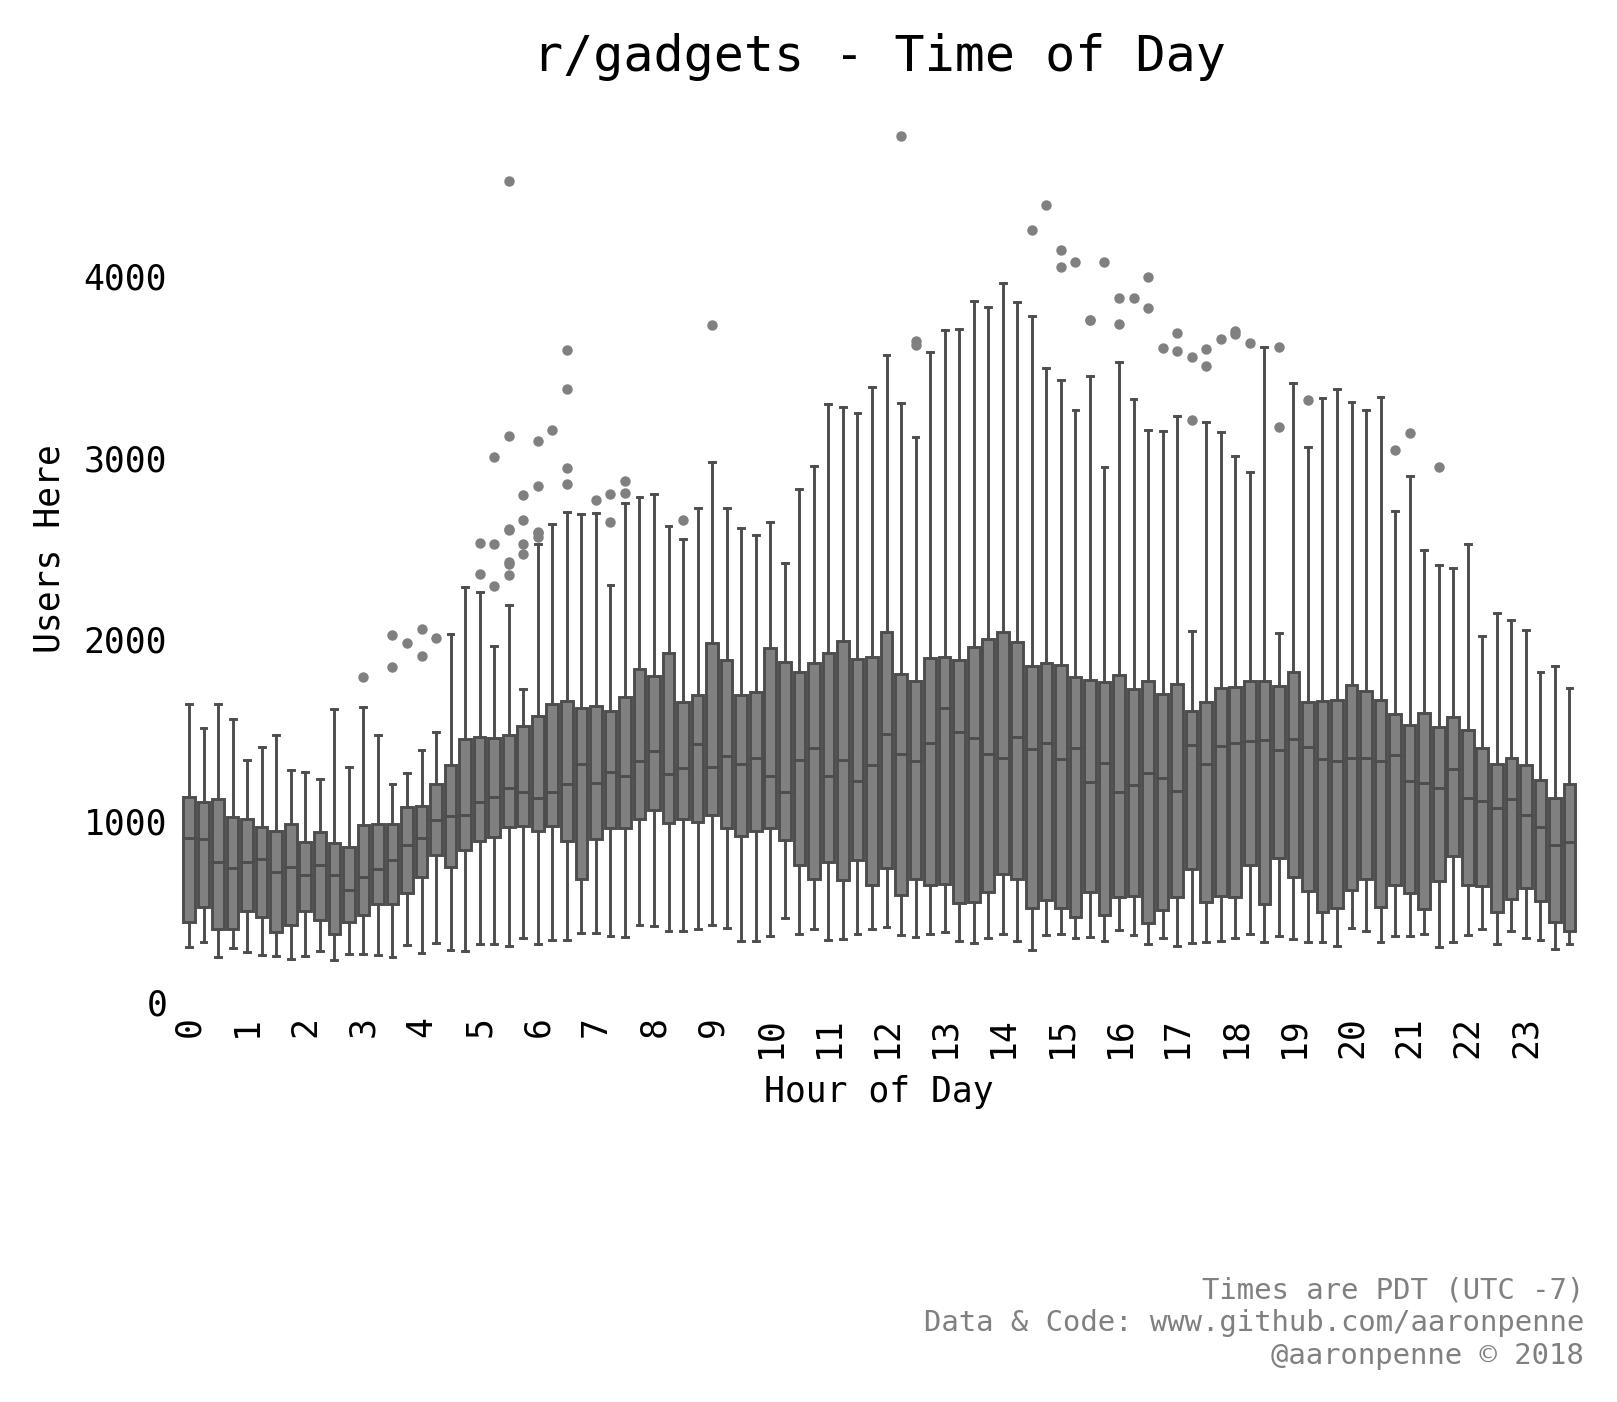 r/gadgets - Time of Day
4000
3000
2000
1000
0
Users Here
0 1 2 3 4 5 6 7 8 9 10 11 12 13 14 15 16 17 18 19 20 21 22 23
Hour of Day
Times are PDT (UTC -7)
Data & Code: www.github.com/aaronpenne
@aaronpenne © 2018